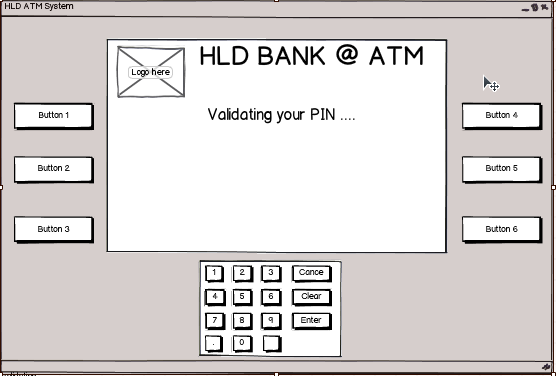 HLD ATM System
Logo here
HLD BANK @ ATM
Validating your PIN ....
Button 1
Button 4
Button 2
Button 5
Button 3
Button 6
1 2 3 Cance
4 5 6 Clear
7 8 9 Enter
. 0